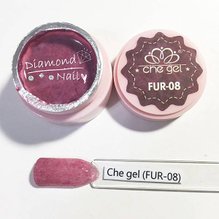 Diamond
Nail
che gel
FUR-08
Che gel (FUR-08)